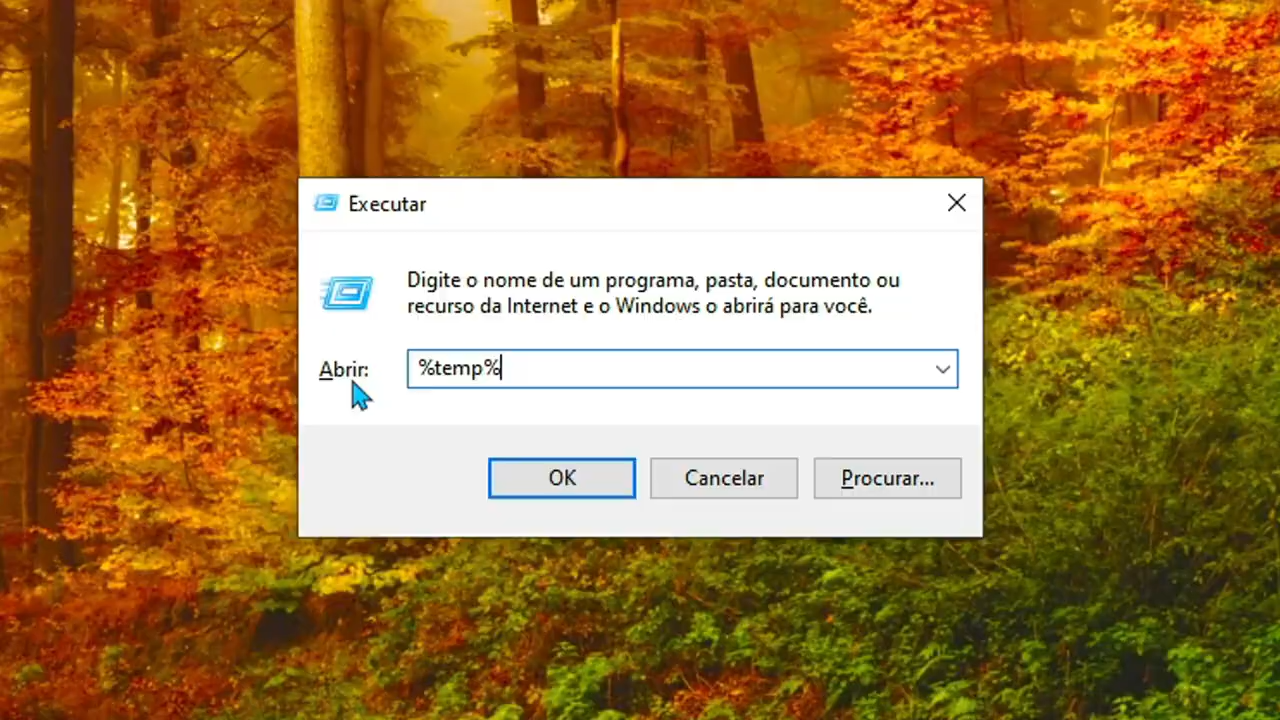 Executar
Digite o nome de um programa, pasta, documento ou
recurso da Internet e o Windows o abrirá para você.
Abrir:
%temp%
OK
Cancelar
Procurar...